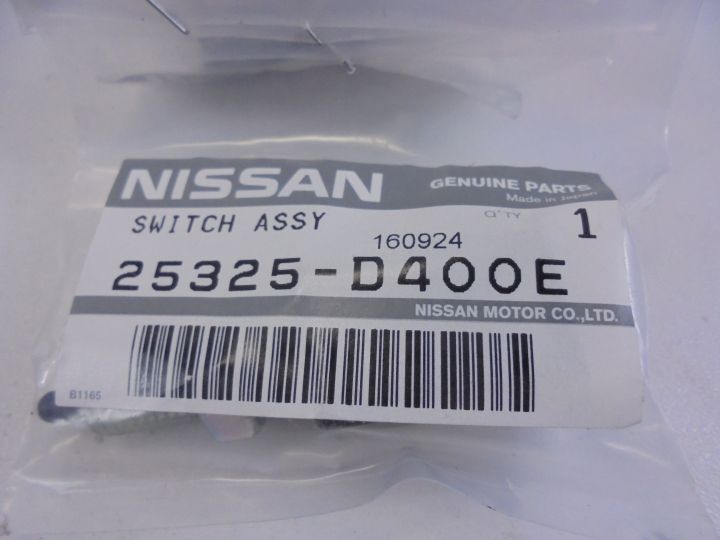 NISSAN
GENUINE PARTS
Made in Japan
SWITCH ASSY
Q'TY 1
160924
25325-D400E
NISSAN MOTOR CO.,LTD.
B1165